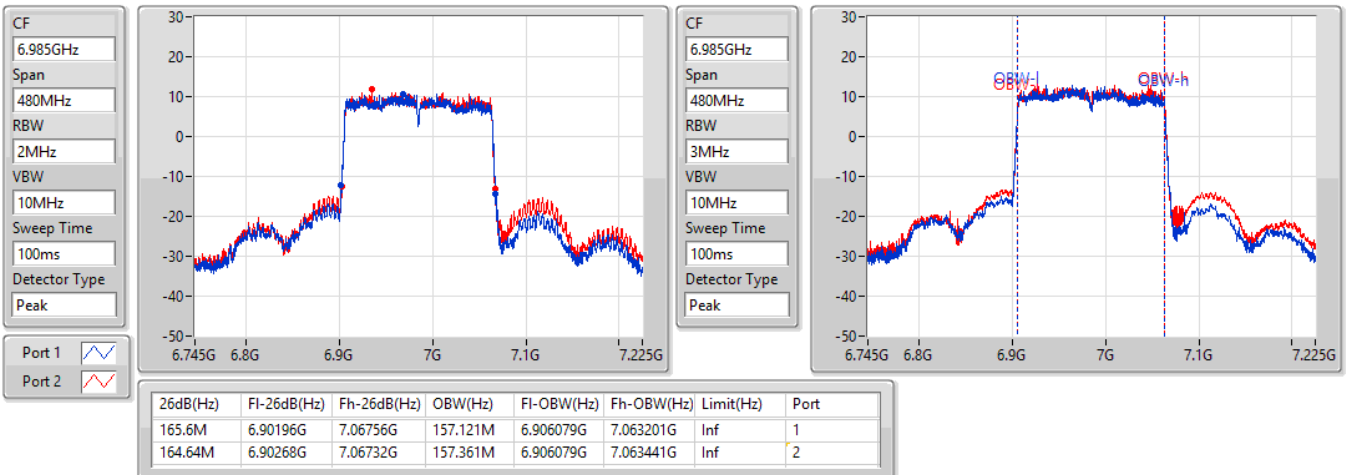 CF
6.985GHz
Span
480MHz
RBW
2MHz
VBW
10MHz
Sweep Time
100ms
Detector Type
Peak
30
20
10
0
-10
-20
-30
-40
-50
6.745G 6.8G 6.9G 7G 7.1G 7.225G
CF
6.985GHz
Span
480MHz
RBW
3MHz
VBW
10MHz
Sweep Time
100ms
Detector Type
Peak
30
20
10
0
-10
-20
-30
-40
-50
OBW-l OBW-h
6.745G 6.8G 6.9G 7G 7.1G 7.225G
Port 1
Port 2
26dB(Hz) Fl-26dB(Hz) Fh-26dB(Hz) OBW(Hz) Fl-OBW(Hz) Fh-OBW(Hz) Limit(Hz) Port
165.6M 6.90196G 7.06756G 157.121M 6.906079G 7.063201G Inf 1
164.64M 6.90268G 7.06732G 157.361M 6.906079G 7.063441G Inf 2